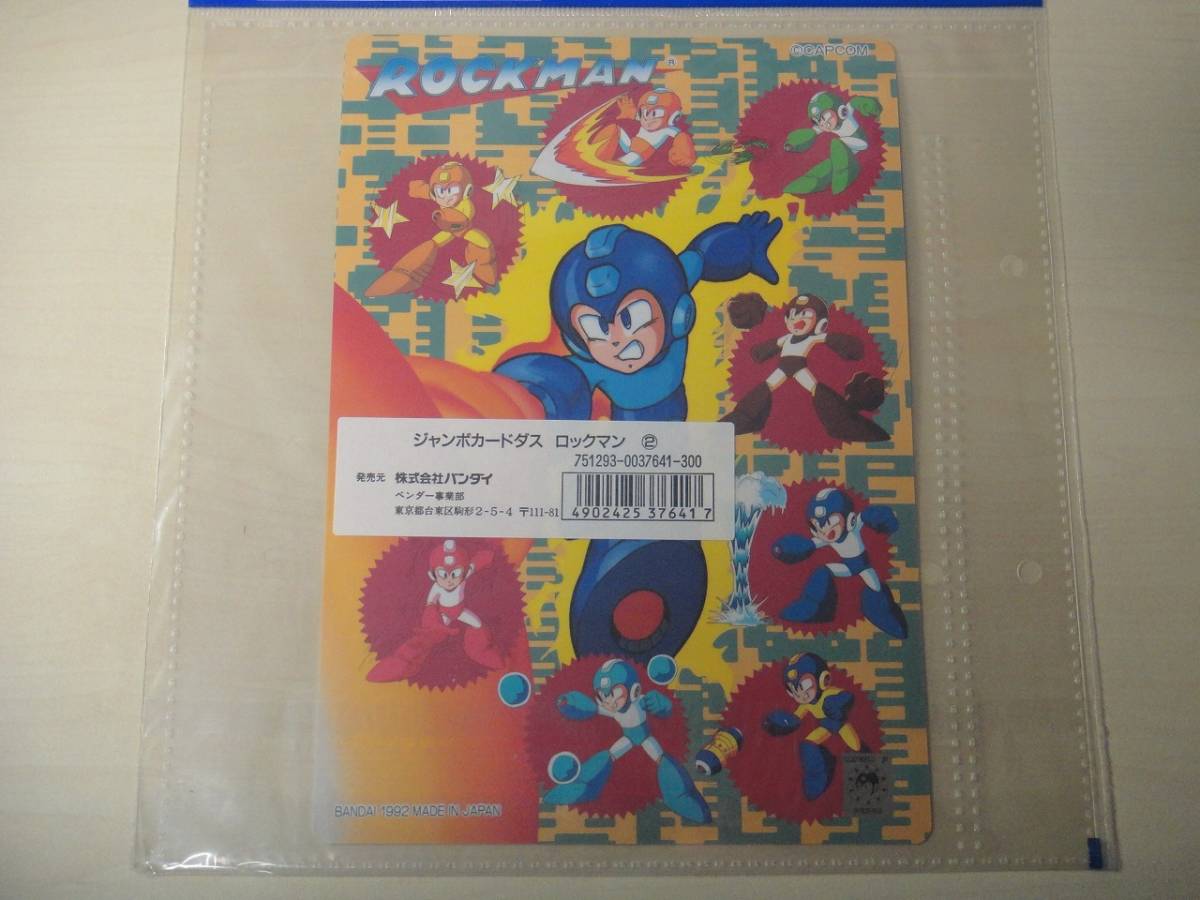 ©CAPCOM
ROCKMAN ®
ジャンボカードダス ロックマン ②
751293-0037641-300
発売元 株式会社バンダイ
ベンダー事業部
東京都台東区駒形2-5-4 〒111-81
4902425 376417
BANDAI 1992 MADE IN JAPAN